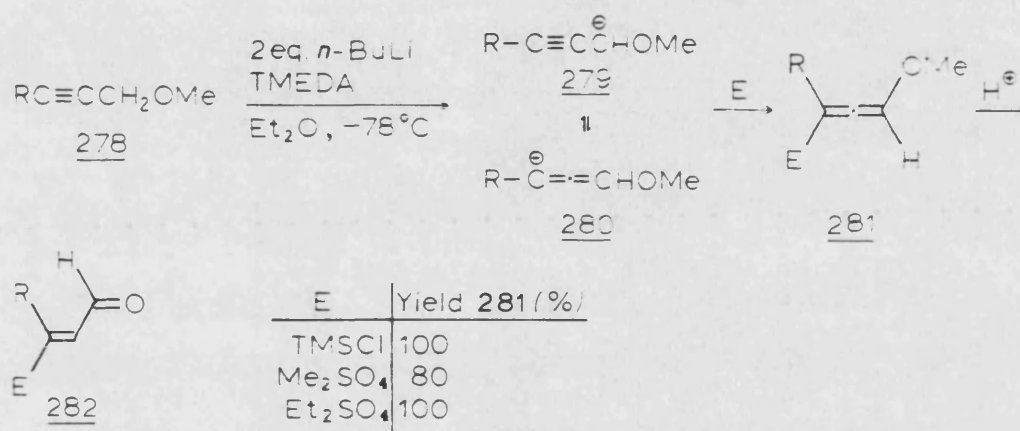 RC≡CCH₂OMe
278
2eq. n-BuLi
TMEDA
Et₂O, -78°C
R-C≡CC̊HOMe
⊖
279
⇌
⊖
R-C=·=CHOMe
280
E
R
OMe
E
H
281
H⊕
H
R
O
E
282
E Yield 281 (%)
TMSCl 100
Me₂SO₄ 80
Et₂SO₄ 100